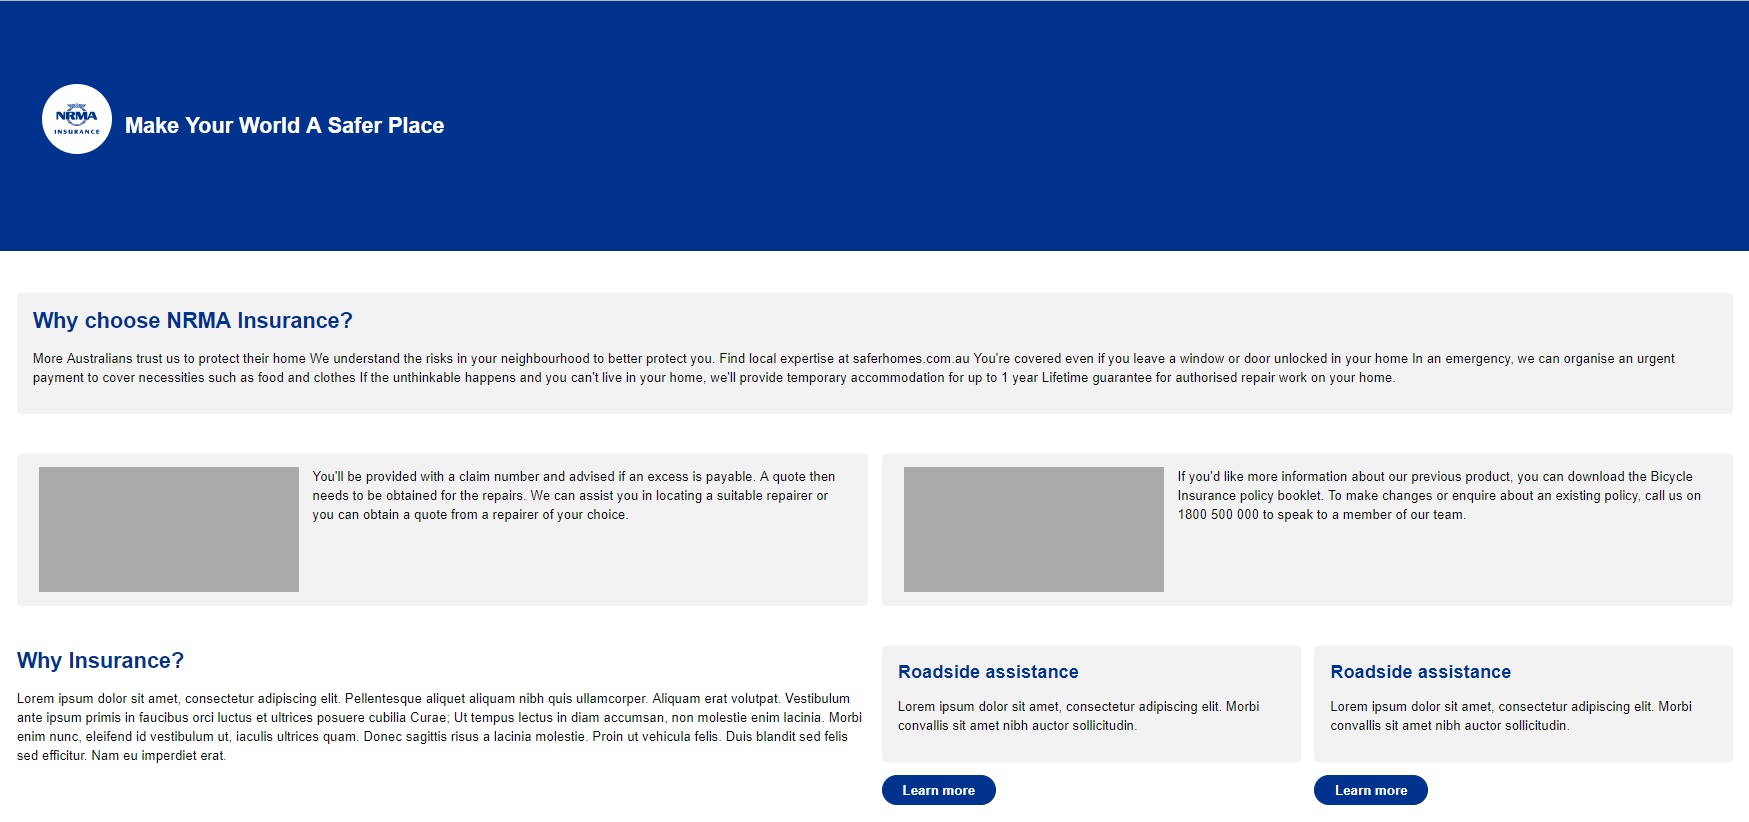 NRMA
INSURANCE
Make Your World A Safer Place
Why choose NRMA Insurance?
More Australians trust us to protect their home We understand the risks in your neighbourhood to better protect you. Find local expertise at saferhomes.com.au You're covered even if you leave a window or door unlocked in your home In an emergency, we can organise an urgent
payment to cover necessities such as food and clothes If the unthinkable happens and you can't live in your home, we'll provide temporary accommodation for up to 1 year Lifetime guarantee for authorised repair work on your home.
You'll be provided with a claim number and advised if an excess is payable. A quote then
needs to be obtained for the repairs. We can assist you in locating a suitable repairer or
you can obtain a quote from a repairer of your choice.
If you'd like more information about our previous product, you can download the Bicycle
Insurance policy booklet. To make changes or enquire about an existing policy, call us on
1800 500 000 to speak to a member of our team.
Why Insurance?
Lorem ipsum dolor sit amet, consectetur adipiscing elit. Pellentesque aliquet aliquam nibh quis ullamcorper. Aliquam erat volutpat. Vestibulum
ante ipsum primis in faucibus orci luctus et ultrices posuere cubilia Curae; Ut tempus lectus in diam accumsan, non molestie enim lacinia. Morbi
enim nunc, eleifend id vestibulum ut, iaculis ultrices quam. Donec sagittis risus a lacinia molestie. Proin ut vehicula felis. Duis blandit sed felis
sed efficitur. Nam eu imperdiet erat.
Roadside assistance
Lorem ipsum dolor sit amet, consectetur adipiscing elit. Morbi
convallis sit amet nibh auctor sollicitudin.
Learn more
Roadside assistance
Lorem ipsum dolor sit amet, consectetur adipiscing elit. Morbi
convallis sit amet nibh auctor sollicitudin.
Learn more